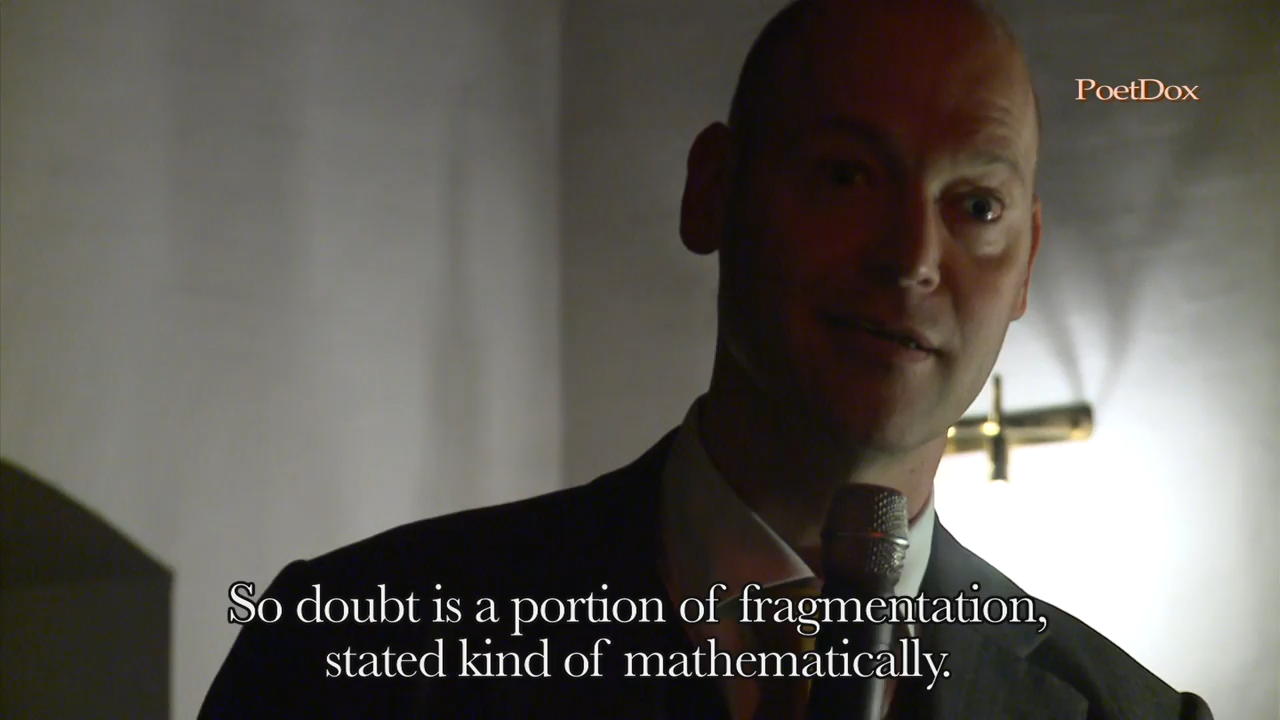 PoetDox
So doubt is a portion of fragmentation,
stated kind of mathematically.